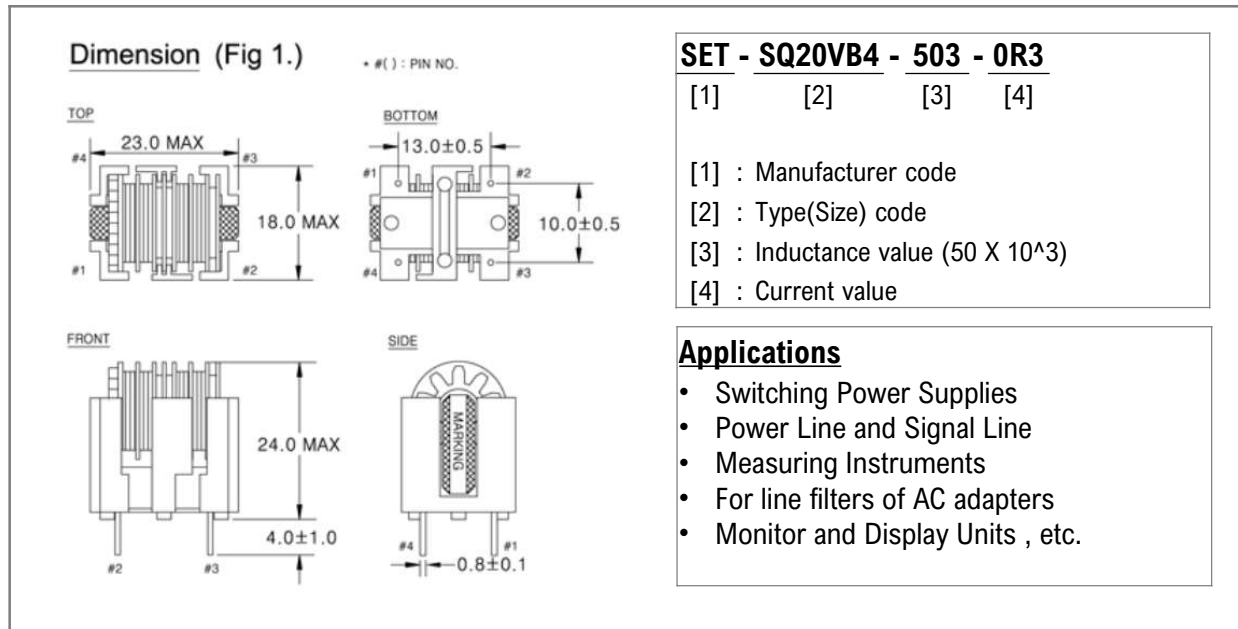 Dimension (Fig 1.)
* #( ) : PIN NO.
TOP
23.0 MAX
#4
#3
18.0 MAX
#1
#2
BOTTOM
13.0±0.5
#1
#2
10.0±0.5
#4
#3
FRONT
24.0 MAX
4.0±1.0
#2
#3
SIDE
MARKING
#4
#1
0.8±0.1
SET - SQ20VB4 - 503 - 0R3
[1] [2] [3] [4]
[1] : Manufacturer code
[2] : Type(Size) code
[3] : Inductance value (50 X 10^3)
[4] : Current value
Applications
• Switching Power Supplies
• Power Line and Signal Line
• Measuring Instruments
• For line filters of AC adapters
• Monitor and Display Units , etc.